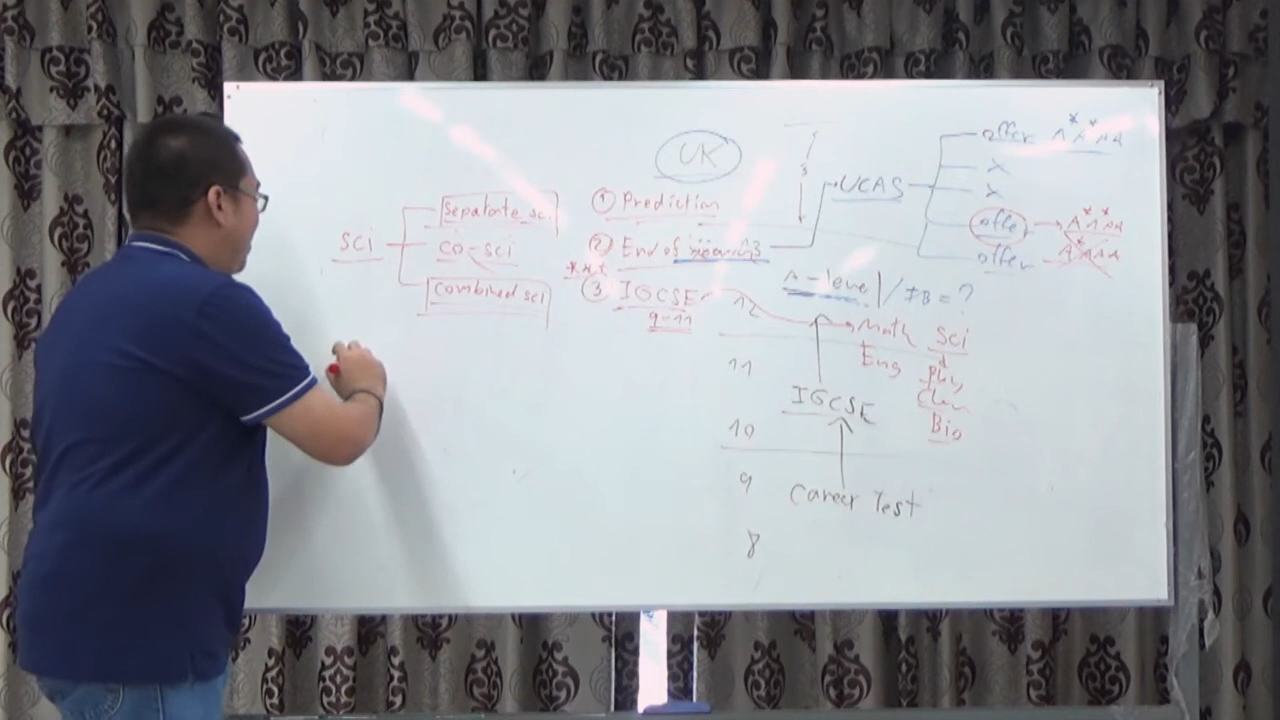 sci
Separate sci.
co-sci
Combined sci
UK
① Prediction
② End of
③ IGCSE
9-11
UCAS
offer A*A*AA
X
X
offer → A*A*AA
offer A*AAA
A-level / IB = ?
12
11
10
9
8
Math
Eng
Sci
Phy
Chem
Bio
IGCSE
Career Test